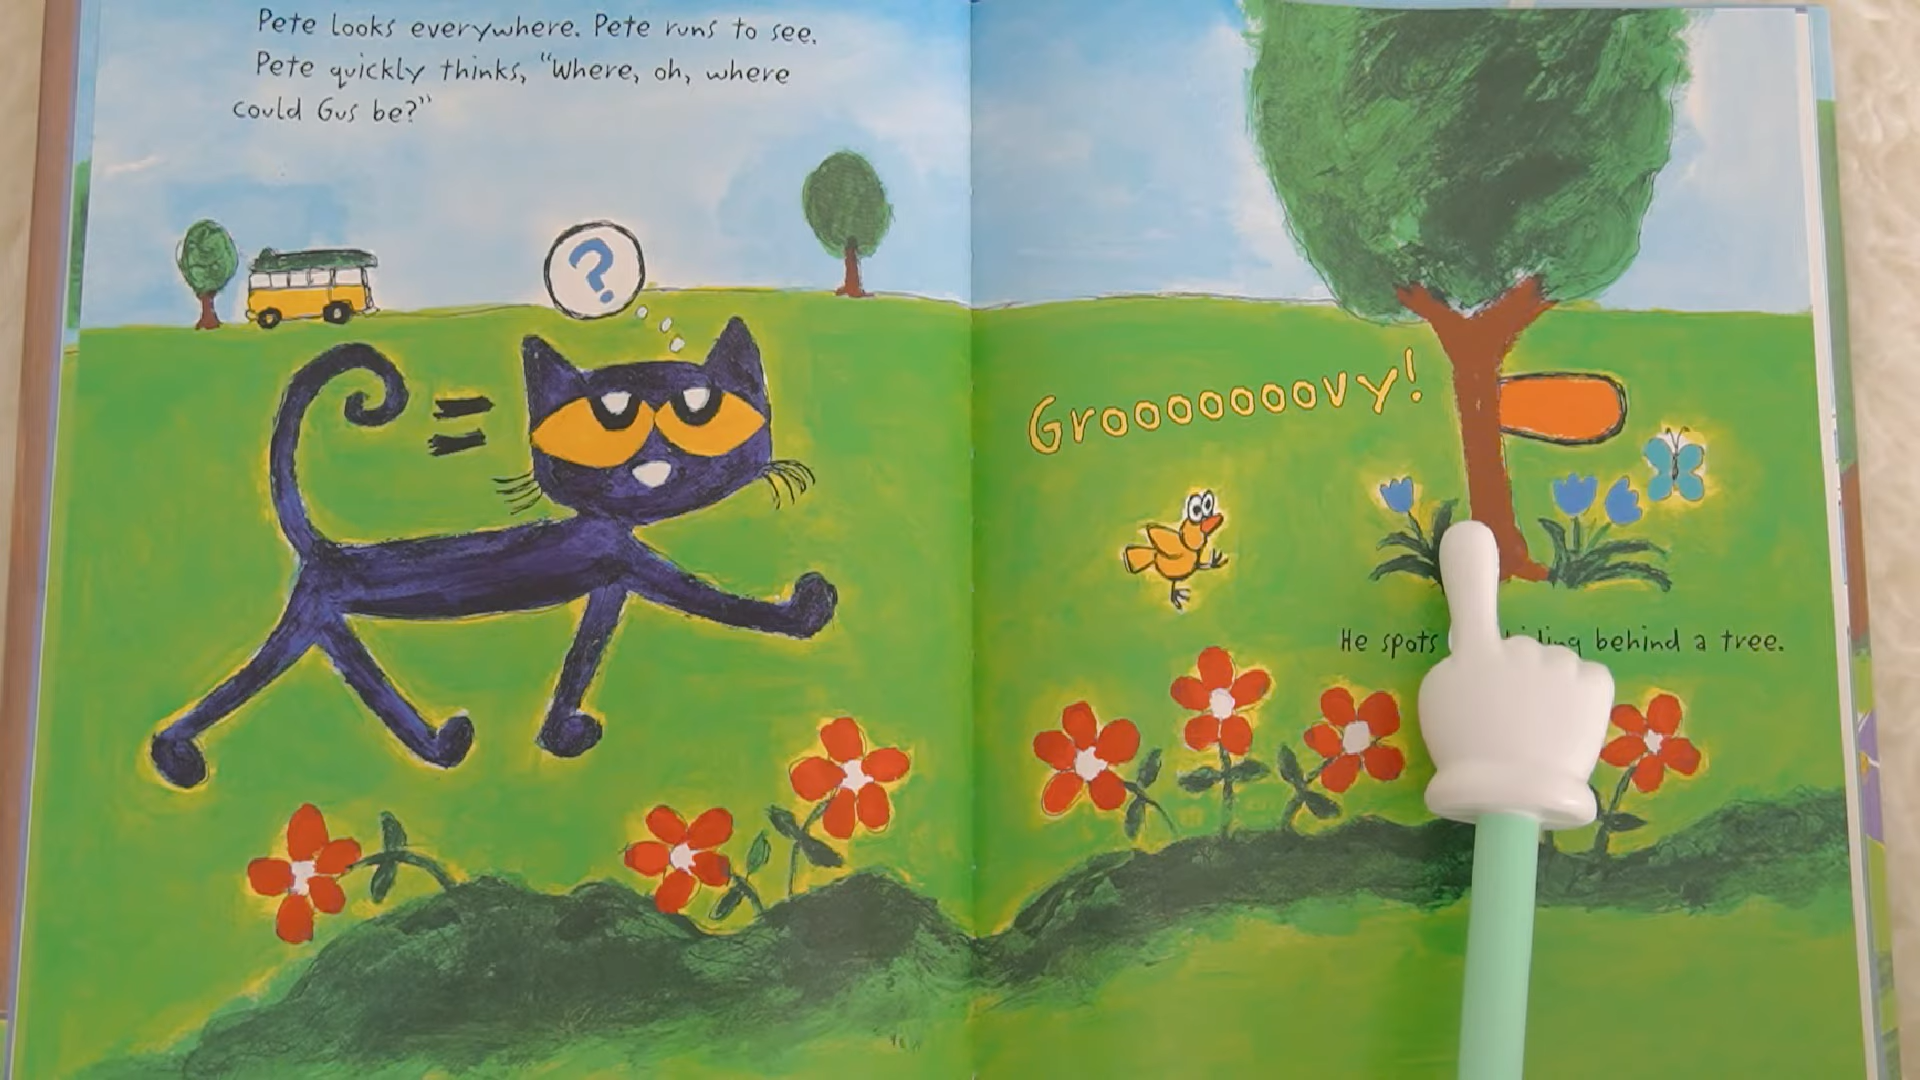 Pete looks everywhere. Pete runs to see.
Pete quickly thinks, "Where, oh, where
could Gus be?"
Grooooooovy!
He spots behind a tree.